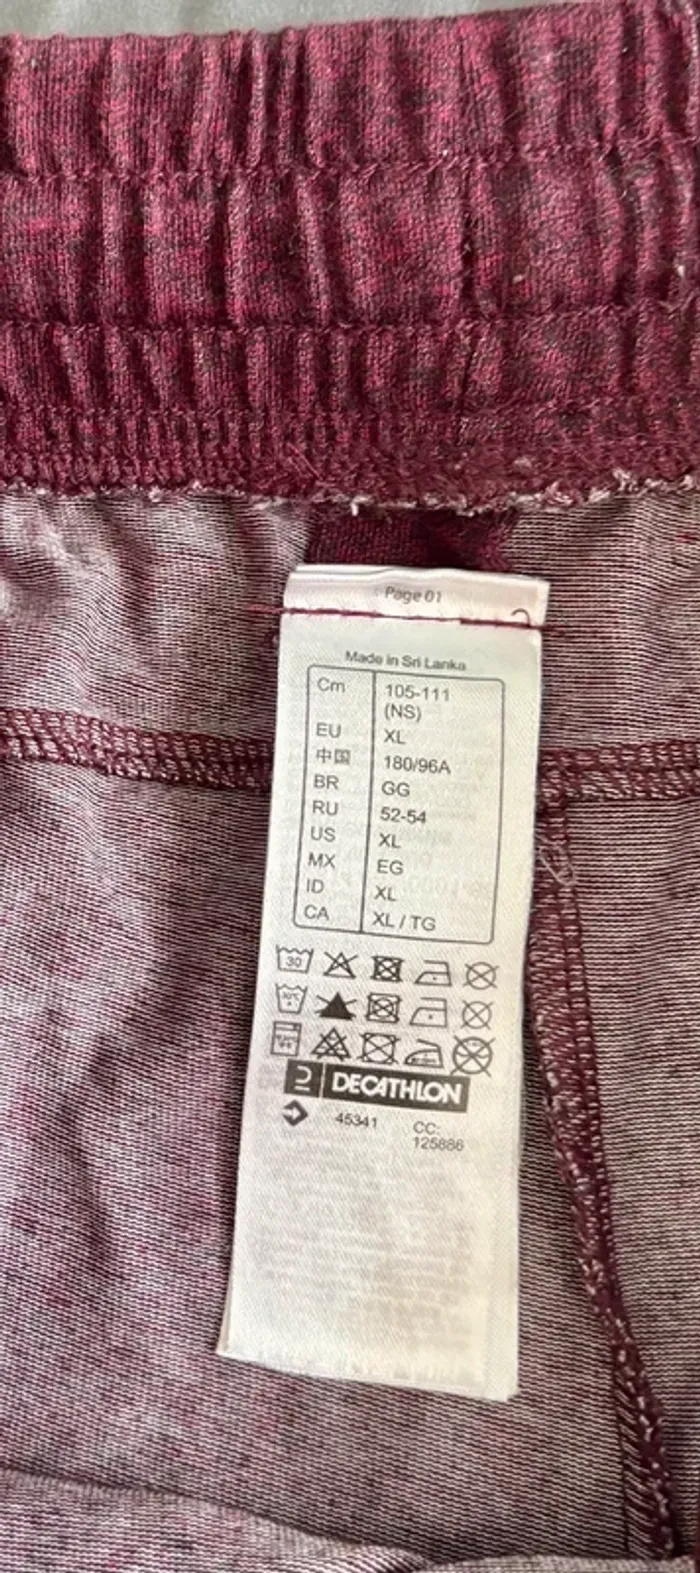 Page 01
Made in Sri Lanka
Cm 105-111
(NS)
EU XL
中国 180/96A
BR GG
RU 52-54
US XL
MX EG
ID XL
CA XL / TG
30
30°C
DECATHLON
45341 CC:
125886